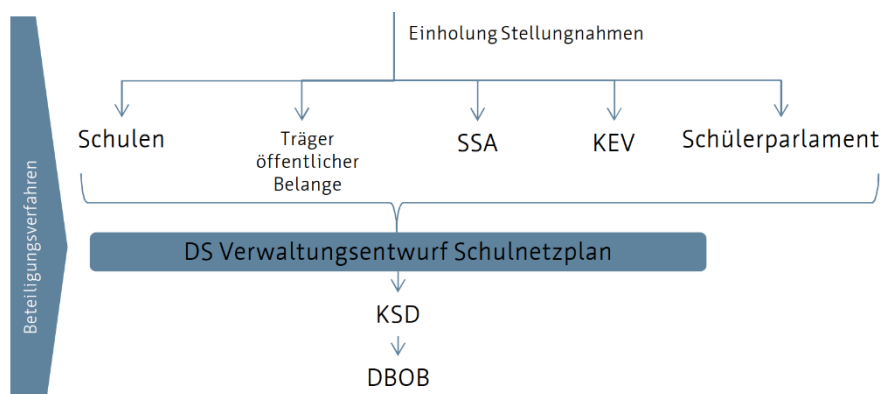 Einholung Stellungnahmen
Schulen
Träger
öffentlicher
Belange
SSA
KEV
Schülerparlament
DS Verwaltungsentwurf Schulnetzplan
KSD
DBOB
Beteiligungsverfahren